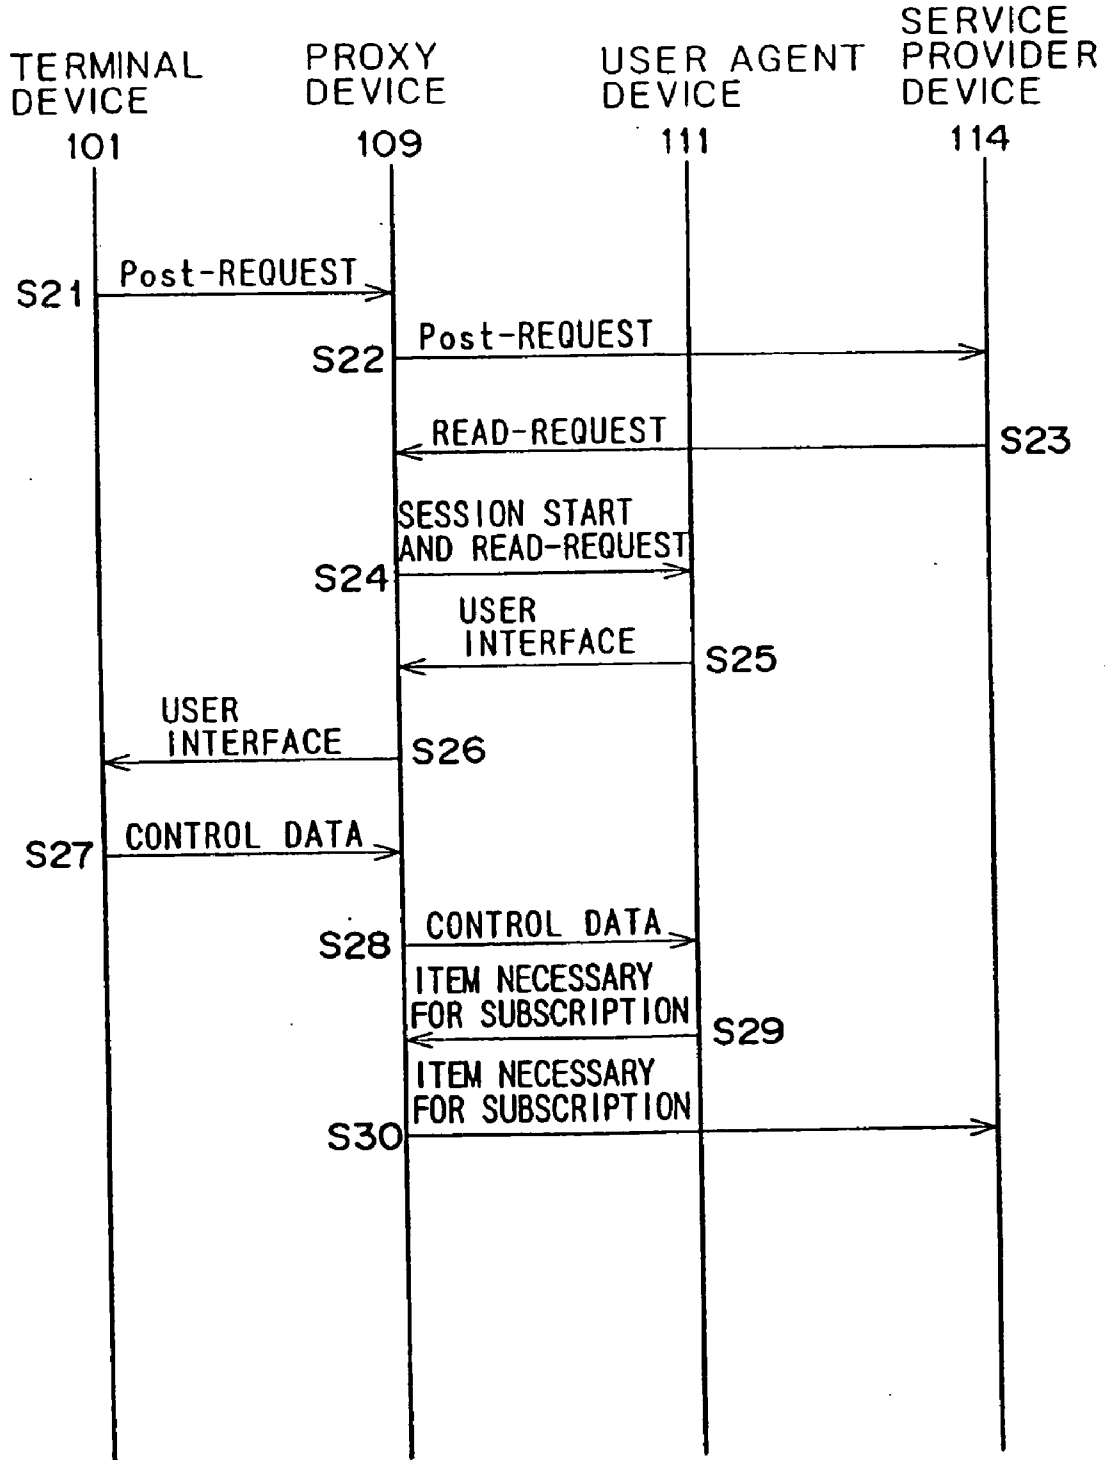 TERMINAL
DEVICE
101
PROXY
DEVICE
109
USER AGENT
DEVICE
111
SERVICE
PROVIDER
DEVICE
114
S21
Post-REQUEST
S22
Post-REQUEST
READ-REQUEST
S23
SESSION START
AND READ-REQUEST
S24
USER
INTERFACE
S25
USER
INTERFACE
S26
S27
CONTROL DATA
S28
CONTROL DATA
ITEM NECESSARY
FOR SUBSCRIPTION
S29
ITEM NECESSARY
FOR SUBSCRIPTION
S30